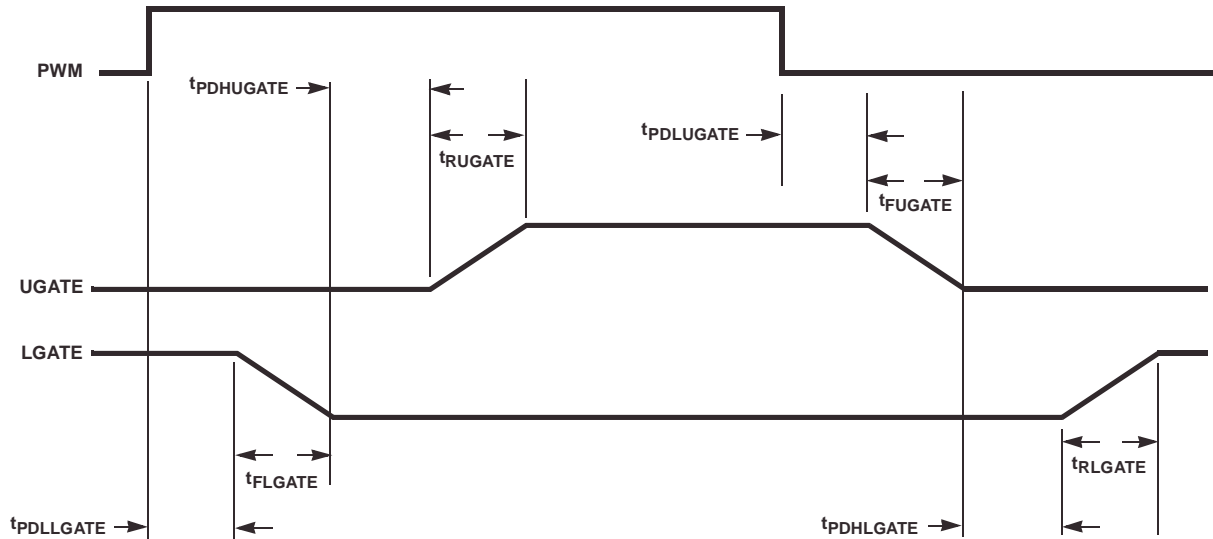 PWM
tPDHUGATE
tRUGATE
tPDLUGATE
tFUGATE
UGATE
LGATE
tFLGATE
tRLGATE
tPDLLGATE
tPDHLGATE